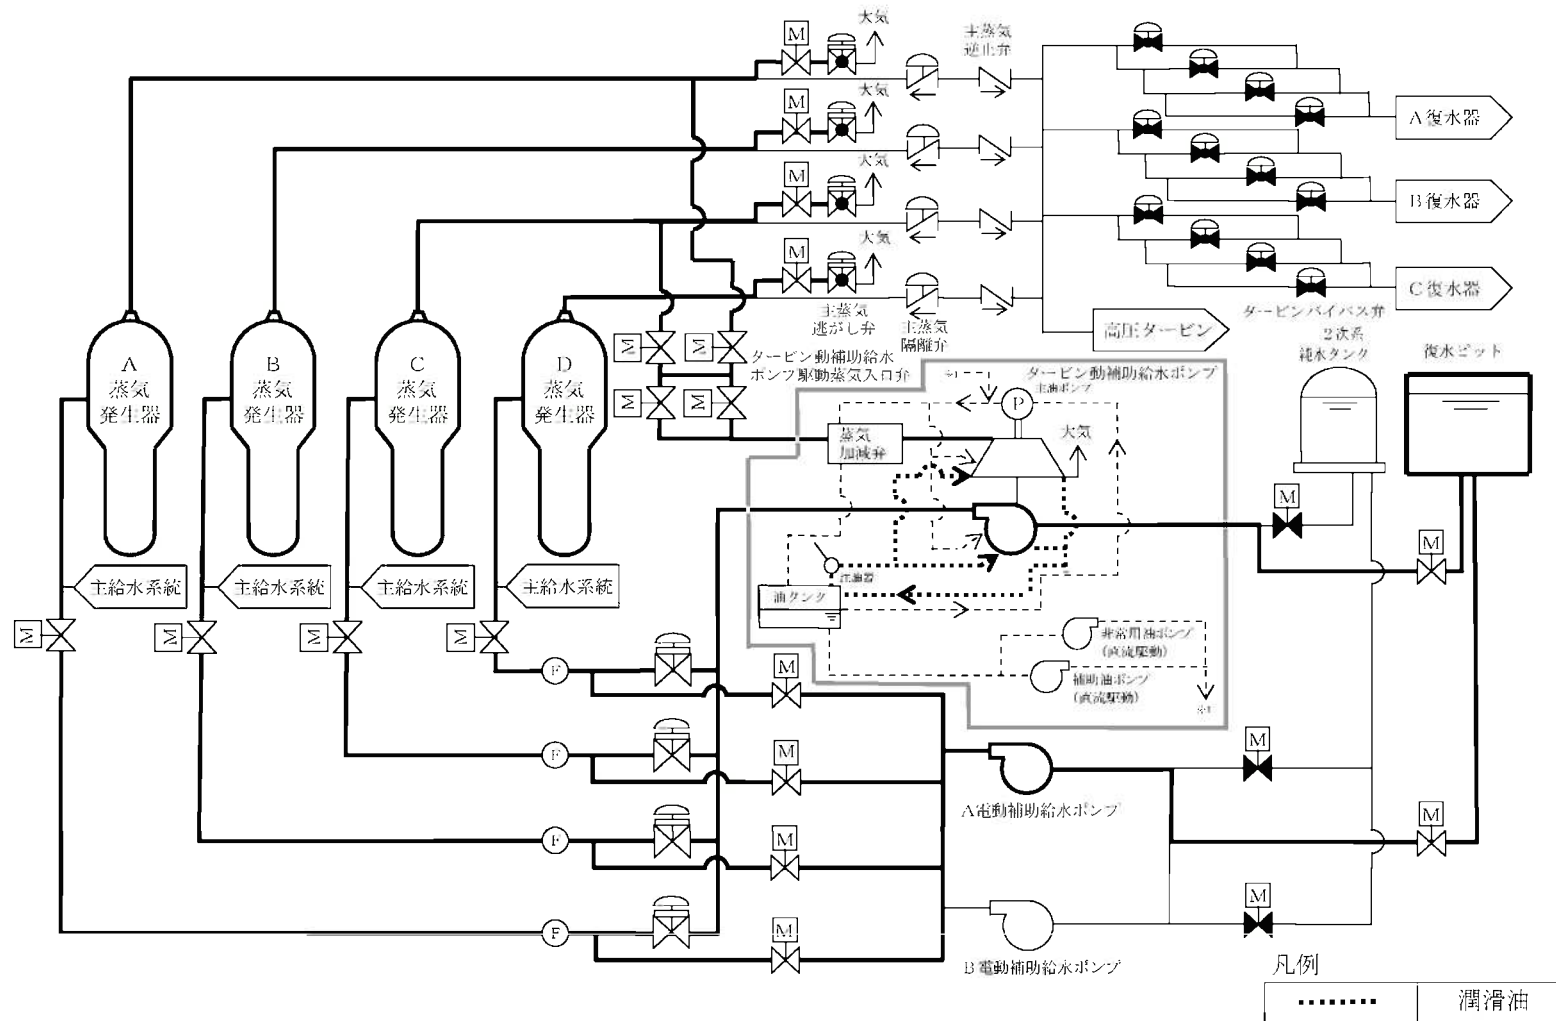 M
大気
主蒸気
逆止弁
M
大気
A復水器
M
大気
B復水器
M
大気
C復水器
主蒸気
逃がし弁
主蒸気
隔離弁
高圧タービン
タービンバイパス弁
A
蒸気
発生器
B
蒸気
発生器
C
蒸気
発生器
D
蒸気
発生器
M
M
タービン動補助給水
ポンプ駆動蒸気入口弁
M
M
2次系
純水タンク
復水ピット
※1
タービン動補助給水ポンプ
主油ポンプ
P
大気
蒸気
加減弁
M
M
注油器
油タンク
主給水系統
主給水系統
主給水系統
主給水系統
M
M
M
M
非常用油ポンプ
(直流駆動)
補助油ポンプ
(直流駆動)
※1
F
M
F
M
M
A電動補助給水ポンプ
F
M
M
F
M
M
B電動補助給水ポンプ
凡例
潤滑油